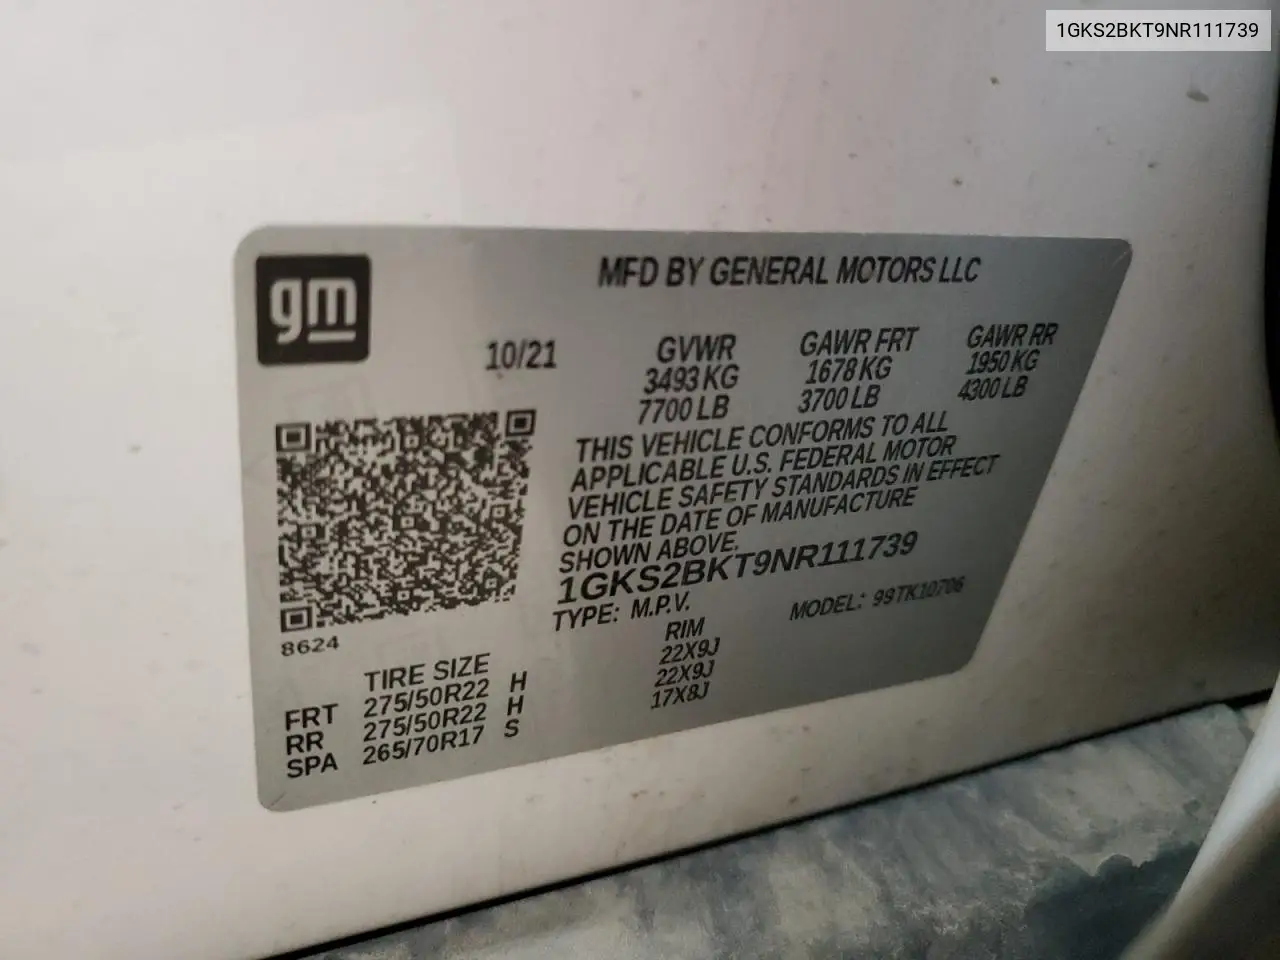 1GKS2BKT9NR111739
gm
MFD BY GENERAL MOTORS LLC
10/21
GVWR GAWR FRT GAWR RR
3493 KG 1678 KG 1950 KG
7700 LB 3700 LB 4300 LB
THIS VEHICLE CONFORMS TO ALL
APPLICABLE U.S. FEDERAL MOTOR
VEHICLE SAFETY STANDARDS IN EFFECT
ON THE DATE OF MANUFACTURE
SHOWN ABOVE.
1GKS2BKT9NR111739
TYPE: M.P.V. MODEL: 99TK10706
8624
TIRE SIZE RIM
FRT 275/50R22 H 22X9J
RR 275/50R22 H 22X9J
SPA 265/70R17 S 17X8J